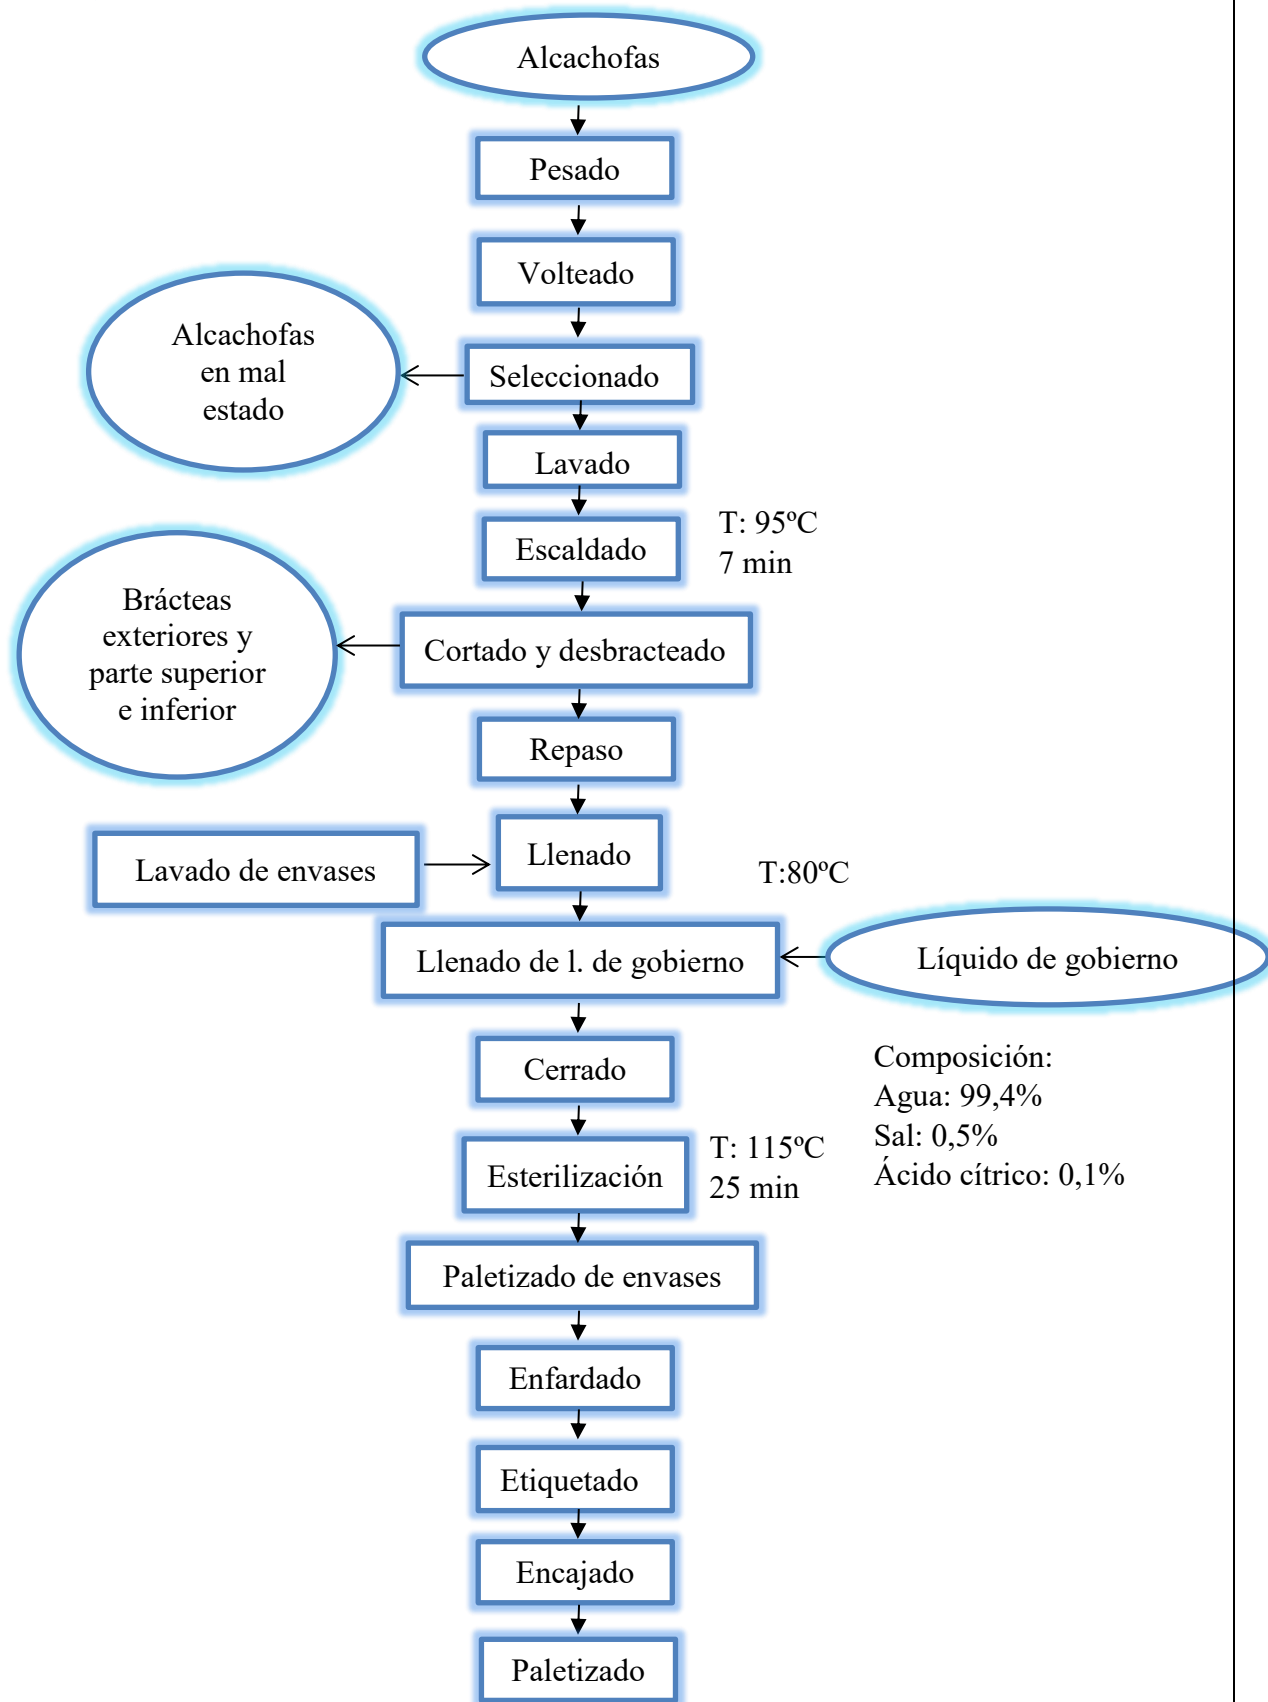 Alcachofas
Pesado
Volteado
Alcachofas
en mal
estado
Seleccionado
Lavado
Escaldado
T: 95ºC
7 min
Brácteas
exteriores y
parte superior
e inferior
Cortado y desbracteado
Repaso
Lavado de envases
Llenado
T:80ºC
Llenado de l. de gobierno
Líquido de gobierno
Cerrado
Composición:
Agua: 99,4%
Sal: 0,5%
Ácido cítrico: 0,1%
Esterilización
T: 115ºC
25 min
Paletizado de envases
Enfardado
Etiquetado
Encajado
Paletizado